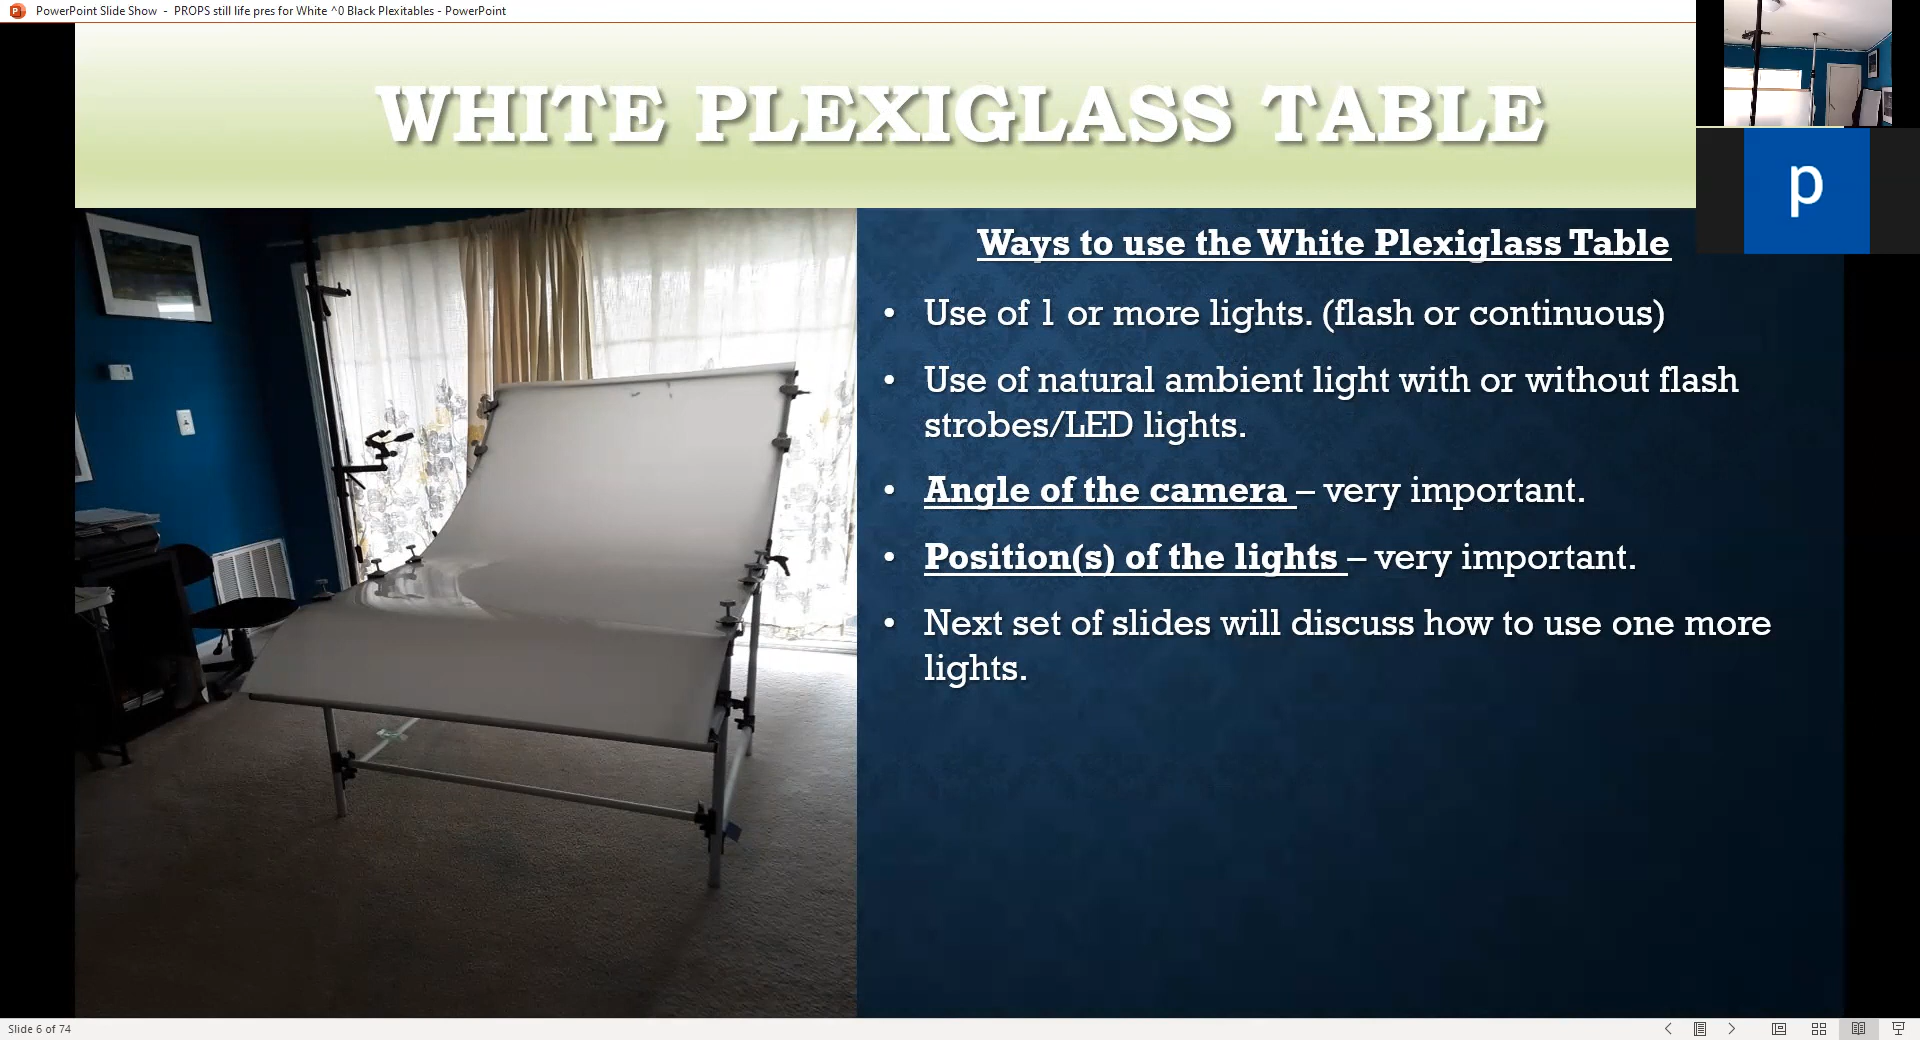 PowerPoint Slide Show - PROPS still life pres for White ^0 Black Plexitables - PowerPoint
WHITE PLEXIGLASS TABLE
p
Ways to use the White Plexiglass Table
• Use of 1 or more lights. (flash or continuous)
• Use of natural ambient light with or without flash
strobes/LED lights.
• Angle of the camera – very important.
• Position(s) of the lights – very important.
• Next set of slides will discuss how to use one more
lights.
Slide 6 of 74